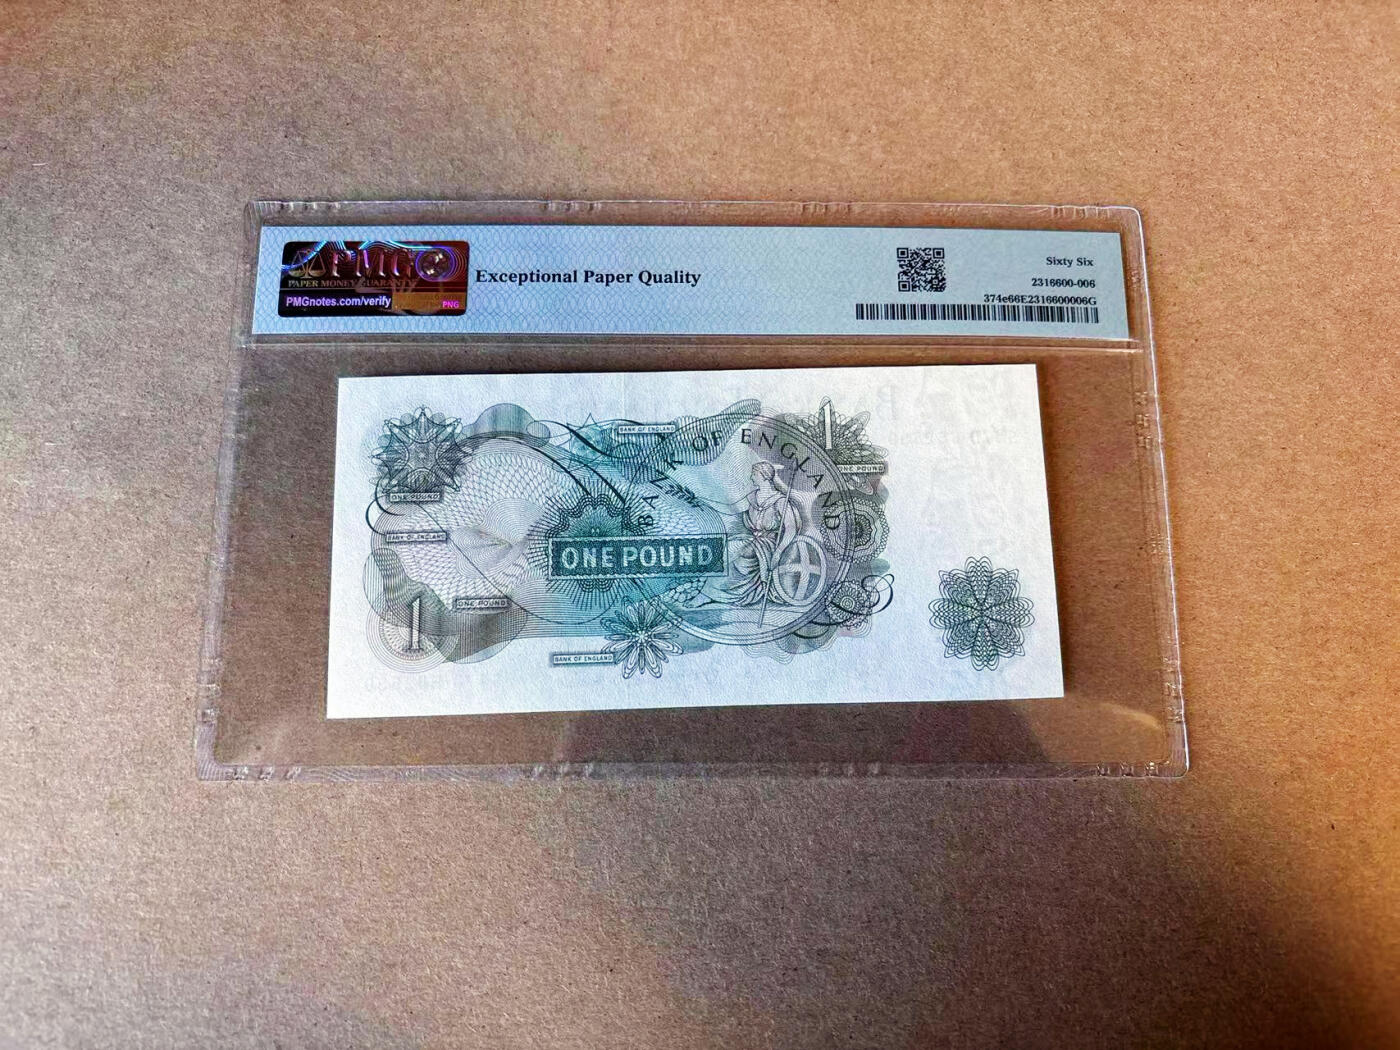 PMG
PAPER MONEY GUARANTY
PMGnotes.com/verify
PNG
Exceptional Paper Quality
Sixty Six
2316600-006
374e66E2316600006G
BANK OF ENGLAND
BANK OF ENGLAND
1
ONE POUND
ONE POUND
BANK OF ENGLAND
ONE POUND
1
ONE POUND
BANK OF ENGLAND